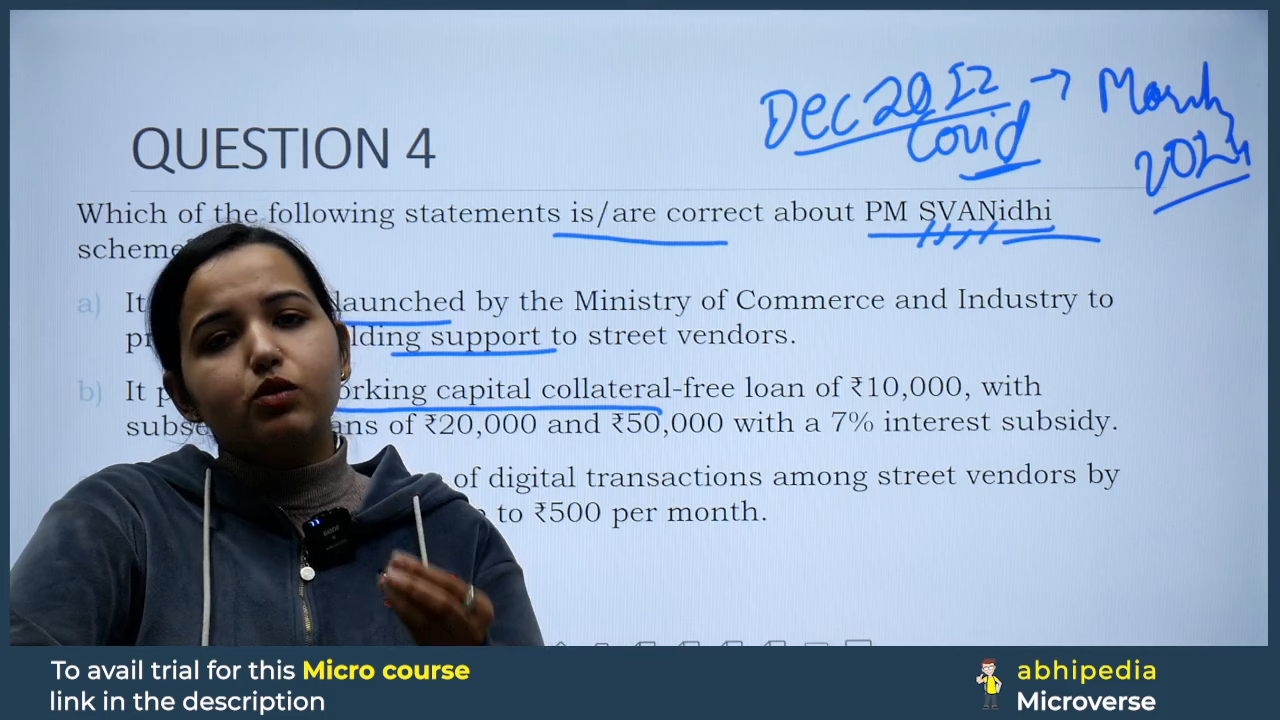 Dec 2022 → March
Covid
2024
QUESTION 4
Which of the following statements is/are correct about PM SVANidhi
scheme
a) It launched by the Ministry of Commerce and Industry to
lding support to street vendors.
b) It orking capital collateral-free loan of ₹10,000, with
subse ans of ₹20,000 and ₹50,000 with a 7% interest subsidy.
of digital transactions among street vendors by
to ₹500 per month.
To avail trial for this Micro course
link in the description
abhipedia
Microverse